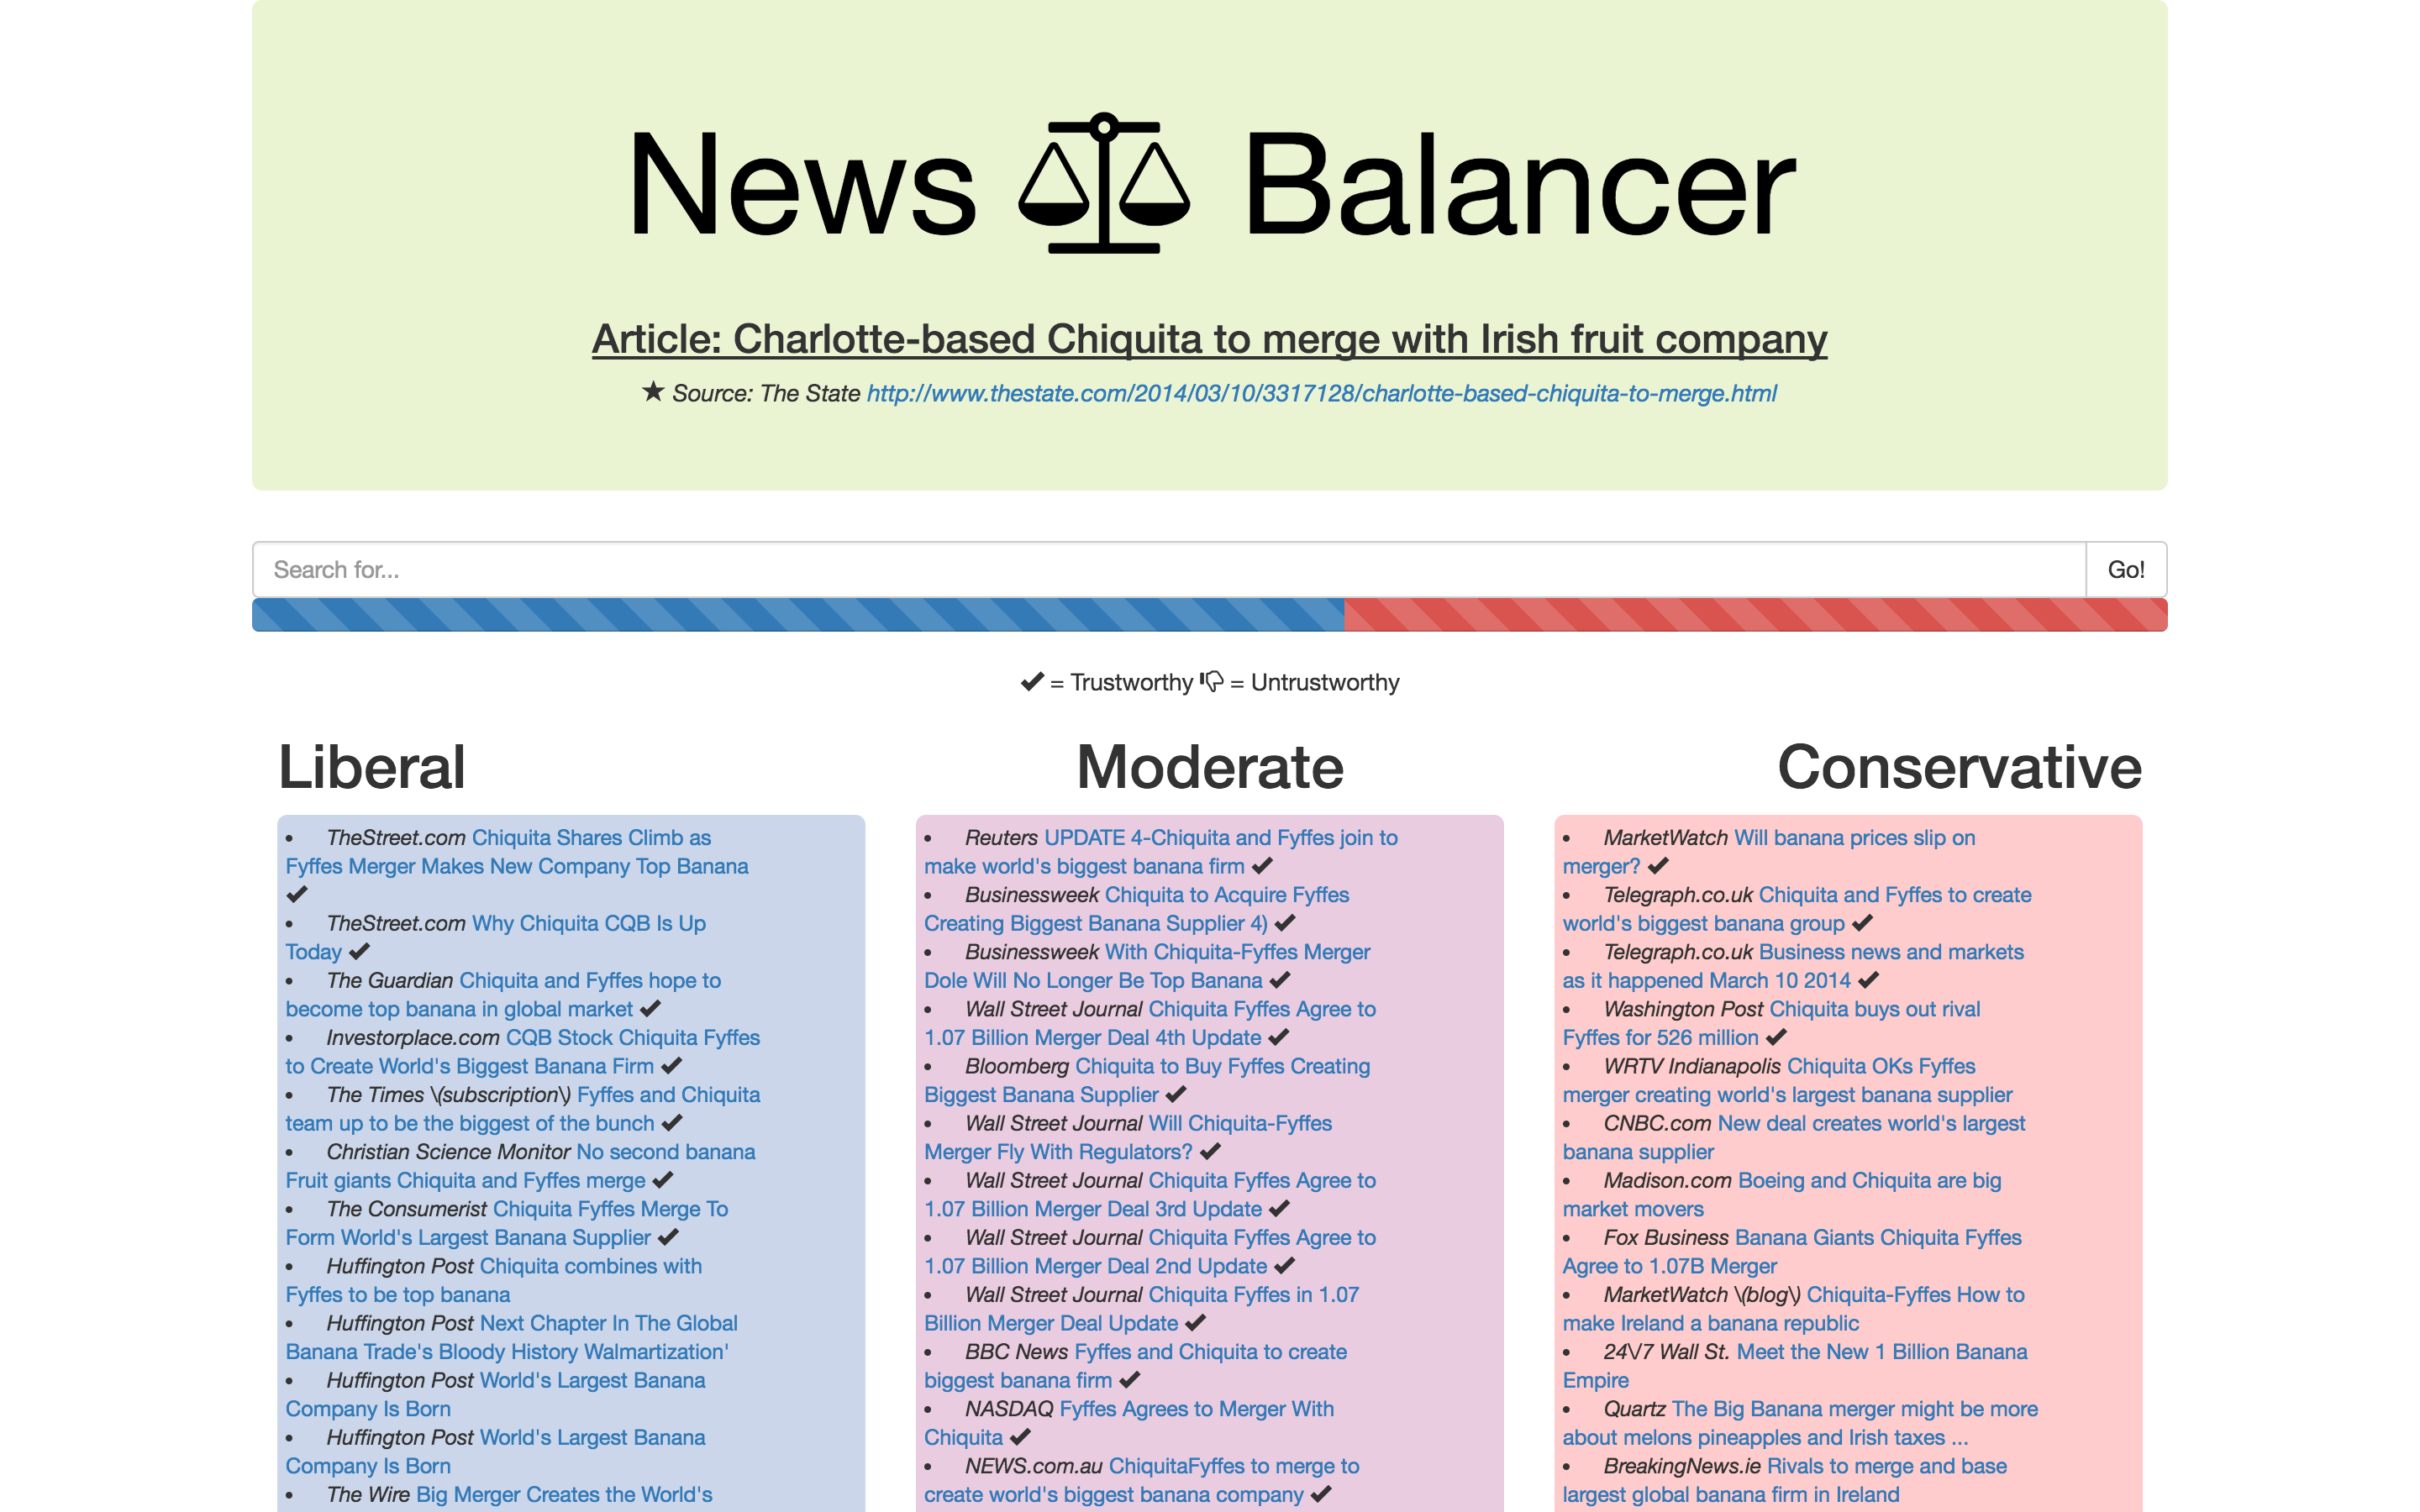 News Balancer
Article: Charlotte-based Chiquita to merge with Irish fruit company
★ Source: The State http://www.thestate.com/2014/03/10/3317128/charlotte-based-chiquita-to-merge.html
Search for...
Go!
✔ = Trustworthy 👎 = Untrustworthy
Liberal
• TheStreet.com Chiquita Shares Climb as
Fyffes Merger Makes New Company Top Banana
✔
• TheStreet.com Why Chiquita CQB Is Up
Today ✔
• The Guardian Chiquita and Fyffes hope to
become top banana in global market ✔
• Investorplace.com CQB Stock Chiquita Fyffes
to Create World's Biggest Banana Firm ✔
• The Times \(subscription\) Fyffes and Chiquita
team up to be the biggest of the bunch ✔
• Christian Science Monitor No second banana
Fruit giants Chiquita and Fyffes merge ✔
• The Consumerist Chiquita Fyffes Merge To
Form World's Largest Banana Supplier ✔
• Huffington Post Chiquita combines with
Fyffes to be top banana
• Huffington Post Next Chapter In The Global
Banana Trade's Bloody History Walmartization'
• Huffington Post World's Largest Banana
Company Is Born
• Huffington Post World's Largest Banana
Company Is Born
• The Wire Big Merger Creates the World's
Moderate
• Reuters UPDATE 4-Chiquita and Fyffes join to
make world's biggest banana firm ✔
• Businessweek Chiquita to Acquire Fyffes
Creating Biggest Banana Supplier 4) ✔
• Businessweek With Chiquita-Fyffes Merger
Dole Will No Longer Be Top Banana ✔
• Wall Street Journal Chiquita Fyffes Agree to
1.07 Billion Merger Deal 4th Update ✔
• Bloomberg Chiquita to Buy Fyffes Creating
Biggest Banana Supplier ✔
• Wall Street Journal Will Chiquita-Fyffes
Merger Fly With Regulators? ✔
• Wall Street Journal Chiquita Fyffes Agree to
1.07 Billion Merger Deal 3rd Update ✔
• Wall Street Journal Chiquita Fyffes Agree to
1.07 Billion Merger Deal 2nd Update ✔
• Wall Street Journal Chiquita Fyffes in 1.07
Billion Merger Deal Update ✔
• BBC News Fyffes and Chiquita to create
biggest banana firm ✔
• NASDAQ Fyffes Agrees to Merger With
Chiquita ✔
• NEWS.com.au ChiquitaFyffes to merge to
create world's biggest banana company ✔
Conservative
• MarketWatch Will banana prices slip on
merger? ✔
• Telegraph.co.uk Chiquita and Fyffes to create
world's biggest banana group ✔
• Telegraph.co.uk Business news and markets
as it happened March 10 2014 ✔
• Washington Post Chiquita buys out rival
Fyffes for 526 million ✔
• WRTV Indianapolis Chiquita OKs Fyffes
merger creating world's largest banana supplier
• CNBC.com New deal creates world's largest
banana supplier
• Madison.com Boeing and Chiquita are big
market movers
• Fox Business Banana Giants Chiquita Fyffes
Agree to 1.07B Merger
• MarketWatch \(blog\) Chiquita-Fyffes How to
make Ireland a banana republic
• 24\/7 Wall St. Meet the New 1 Billion Banana
Empire
• Quartz The Big Banana merger might be more
about melons pineapples and Irish taxes ...
• BreakingNews.ie Rivals to merge and base
largest global banana firm in Ireland